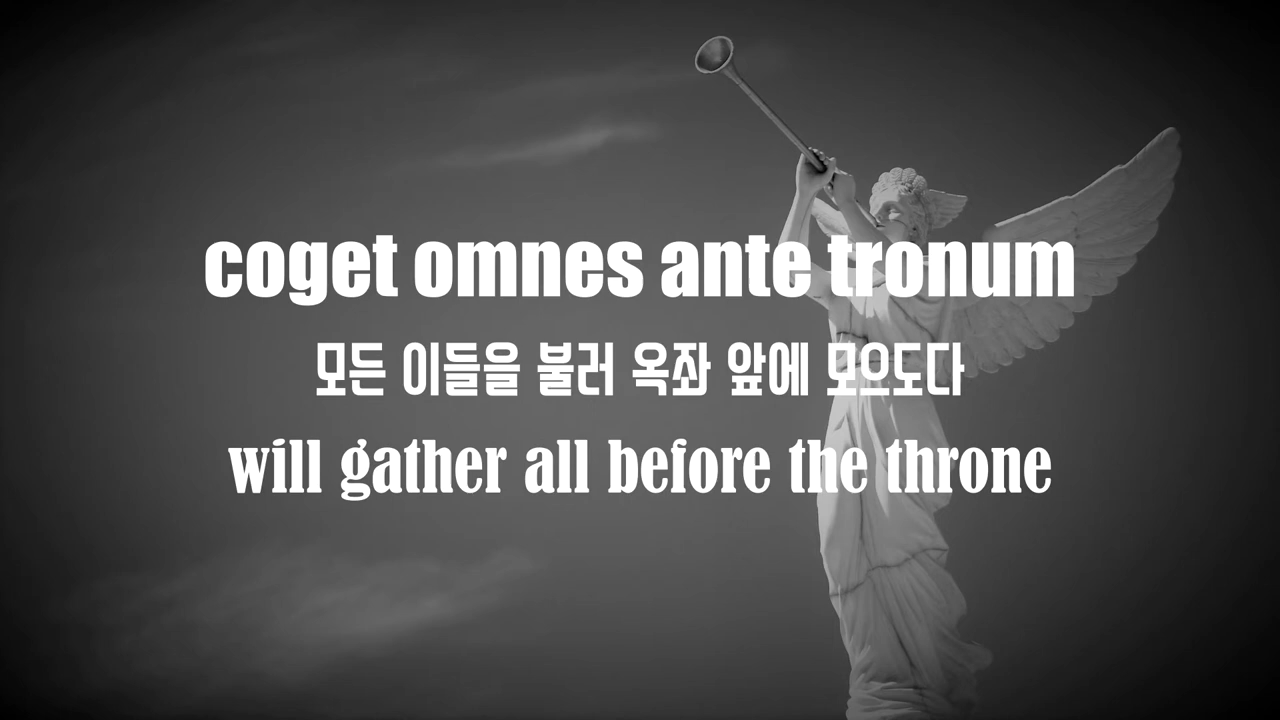 coget omnes ante tronum
모든 이들을 불러 옥좌 앞에 모으도다
will gather all before the throne